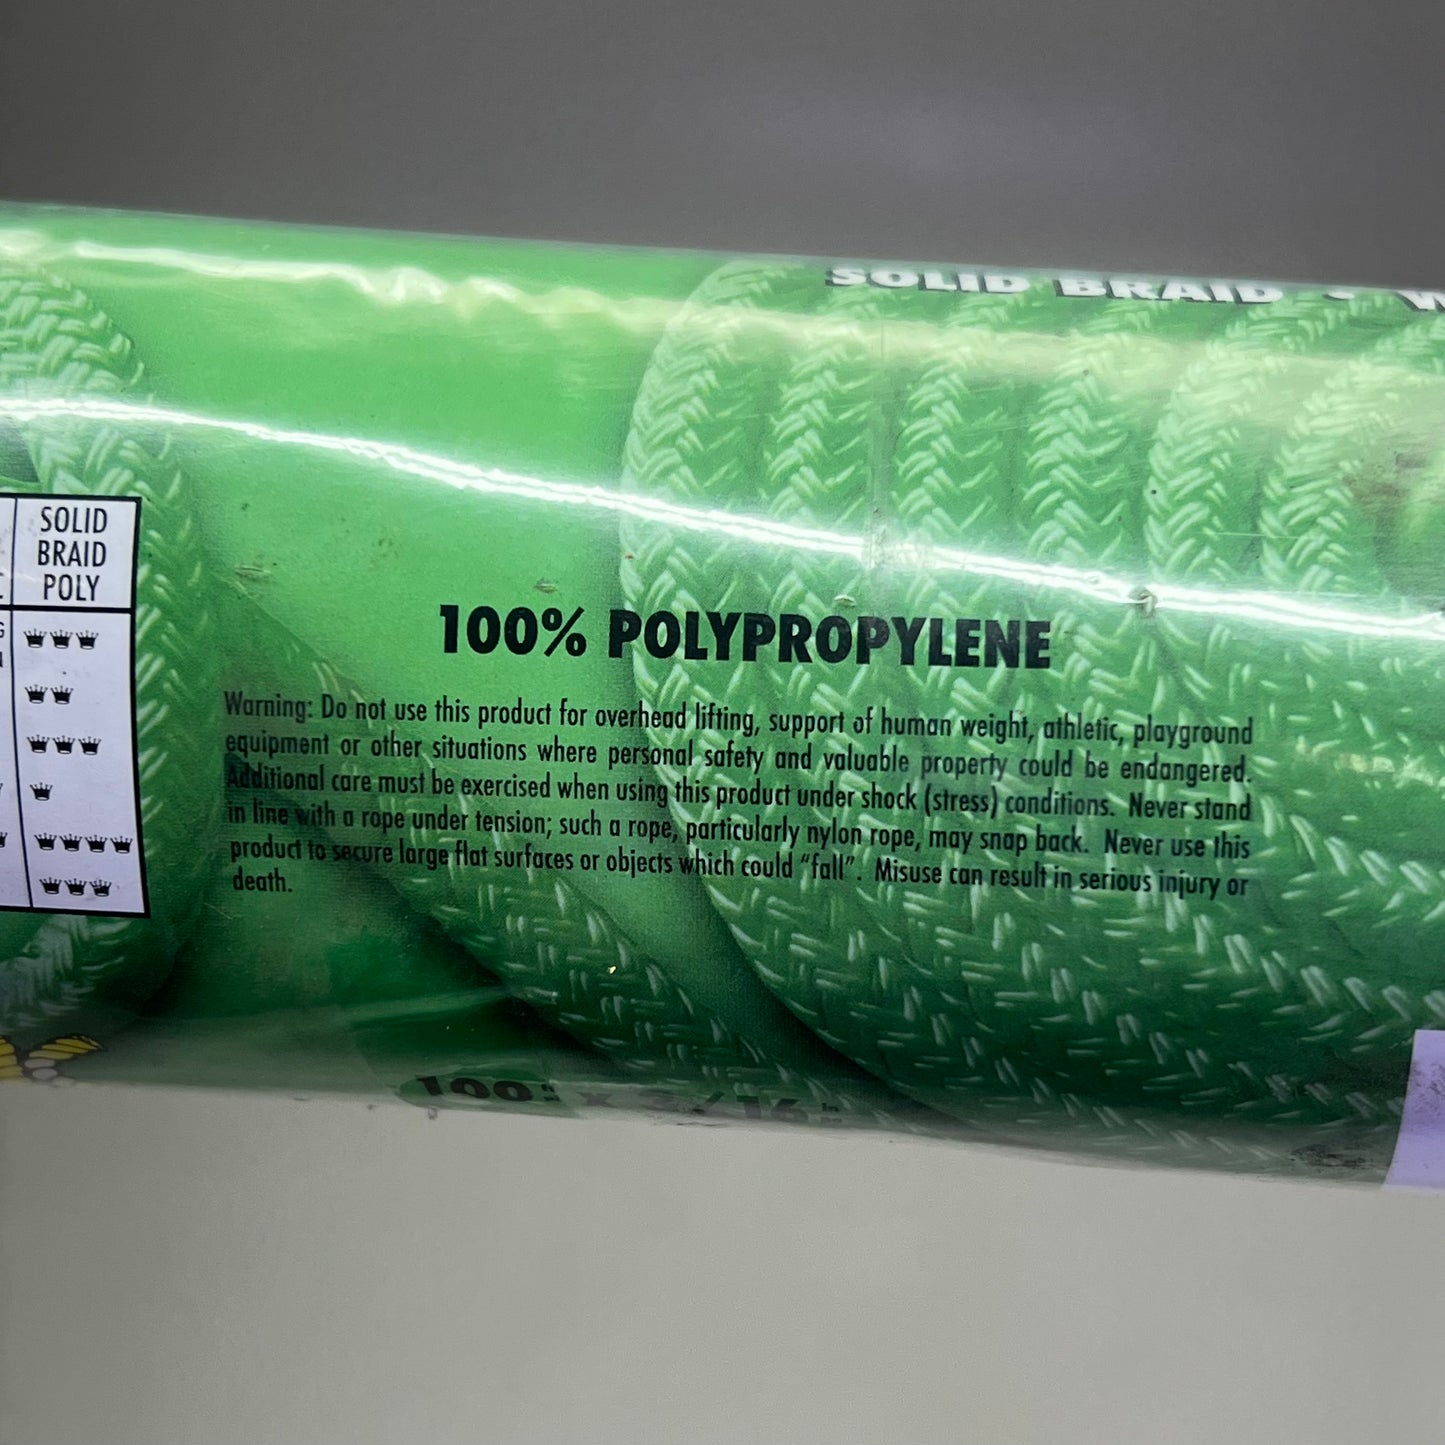 SOLID BRAID •
SOLID
BRAID
POLY
100% POLYPROPYLENE
Warning: Do not use this product for overhead lifting, support of human weight, athletic, playground
equipment or other situations where personal safety and valuable property could be endangered.
Additional care must be exercised when using this product under shock (stress) conditions. Never stand
in line with a rope under tension; such a rope, particularly nylon rope, may snap back. Never use this
product to secure large flat surfaces or objects which could “fall”. Misuse can result in serious injury or
death.
100 x 3/16